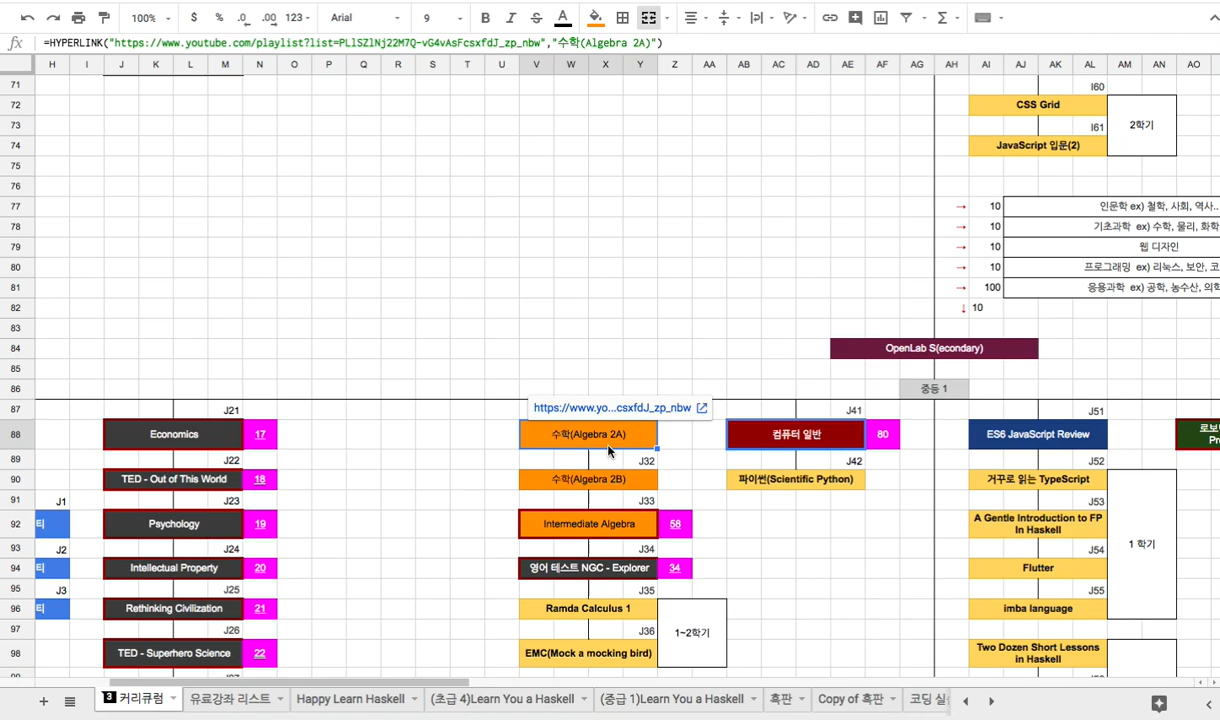 100%
$
%
.0
.00
123
Arial
9
B
I
S
A
fx
=HYPERLINK("https://www.youtube.com/playlist?list=PLlSZlNj22M7Q-vG4vAsFcsxfdJ_zp_nbw","수학(Algebra 2A)")
H I J K L M N O P Q R S T U V W X Y Z AA AB AC AD AE AF AG AH AI AJ AK AL AM AN AO
71 I60
72 CSS Grid
2학기
73 I61
74 JavaScript 입문(2)
75
76
77 → 10 인문학 ex) 철학, 사회, 역사..
78 → 10 기초과학 ex) 수학, 물리, 화학
79 → 10 웹 디자인
80 → 10 프로그래밍 ex) 리눅스, 보안, 코
81 → 100 응용과학 ex) 공학, 농수산, 의학
82 ↓ 10
83
84 OpenLab S(econdary)
85
86 중등 1
https://www.yo...csxfdJ_zp_nbw
87 J21 J41 J51
88 Economics 17 수학(Algebra 2A) 컴퓨터 일반 80 ES6 JavaScript Review 로보
89 J22 J32 J42 J52
90 TED - Out of This World 18 수학(Algebra 2B) 파이썬(Scientific Python) 거꾸로 읽는 TypeScript
91 J1 J23 J33 J53
92 E| Psychology 19 Intermediate Algebra 58 A Gentle Introduction to FP
In Haskell
1 학기
93 J2 J24 J34 J54
94 E| Intellectual Property 20 영어 테스트 NGC - Explorer 34 Flutter
95 J3 J25 J35 J55
96 E| Rethinking Civilization 21 Ramda Calculus 1 imba language
97 J26 J36 1~2학기
98 TED - Superhero Science 22 EMC(Mock a mocking bird) Two Dozen Short Lessons
in Haskell
3 커리큐럼
유료강좌 리스트
Happy Learn Haskell
(초급 4)Learn You a Haskell
(중급 1)Learn You a Haskell
흑판
Copy of 흑판
코딩 실